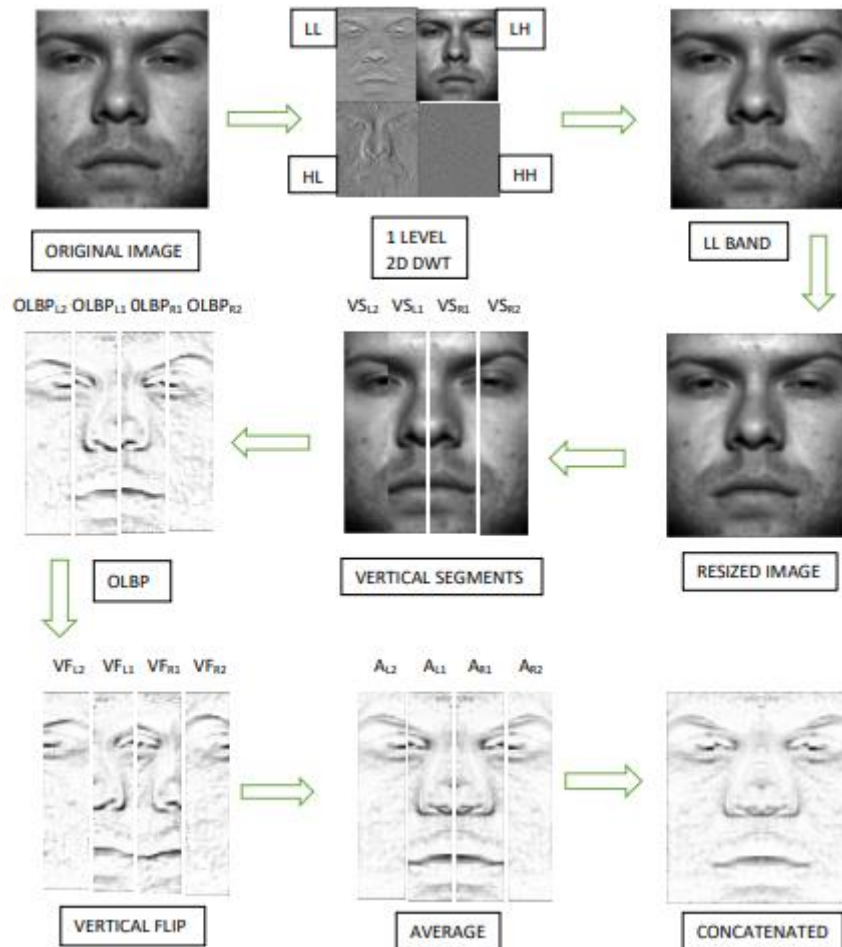 LL
LH
HL
HH
ORIGINAL IMAGE
1 LEVEL
2D DWT
LL BAND
OLBPL2 OLBPL1 0LBPR1 OLBPR2
VSL2 VSL1 VSR1 VSR2
OLBP
VERTICAL SEGMENTS
RESIZED IMAGE
VFL2 VFL1 VFR1 VFR2
AL2 AL1 AR1 AR2
VERTICAL FLIP
AVERAGE
CONCATENATED